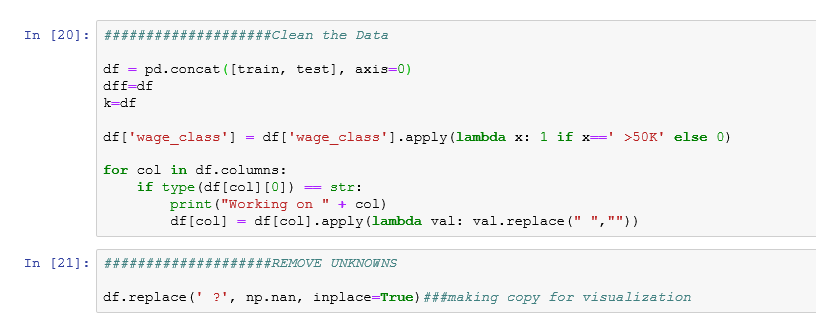 In [20]: ####################Clean the Data
df = pd.concat([train, test], axis=0)
dff=df
k=df
df['wage_class'] = df['wage_class'].apply(lambda x: 1 if x==' >50K' else 0)
for col in df.columns:
    if type(df[col][0]) == str:
        print("Working on " + col)
        df[col] = df[col].apply(lambda val: val.replace(" ",""))
In [21]: ####################REMOVE UNKNOWNS
df.replace(' ?', np.nan, inplace=True)###making copy for visualization